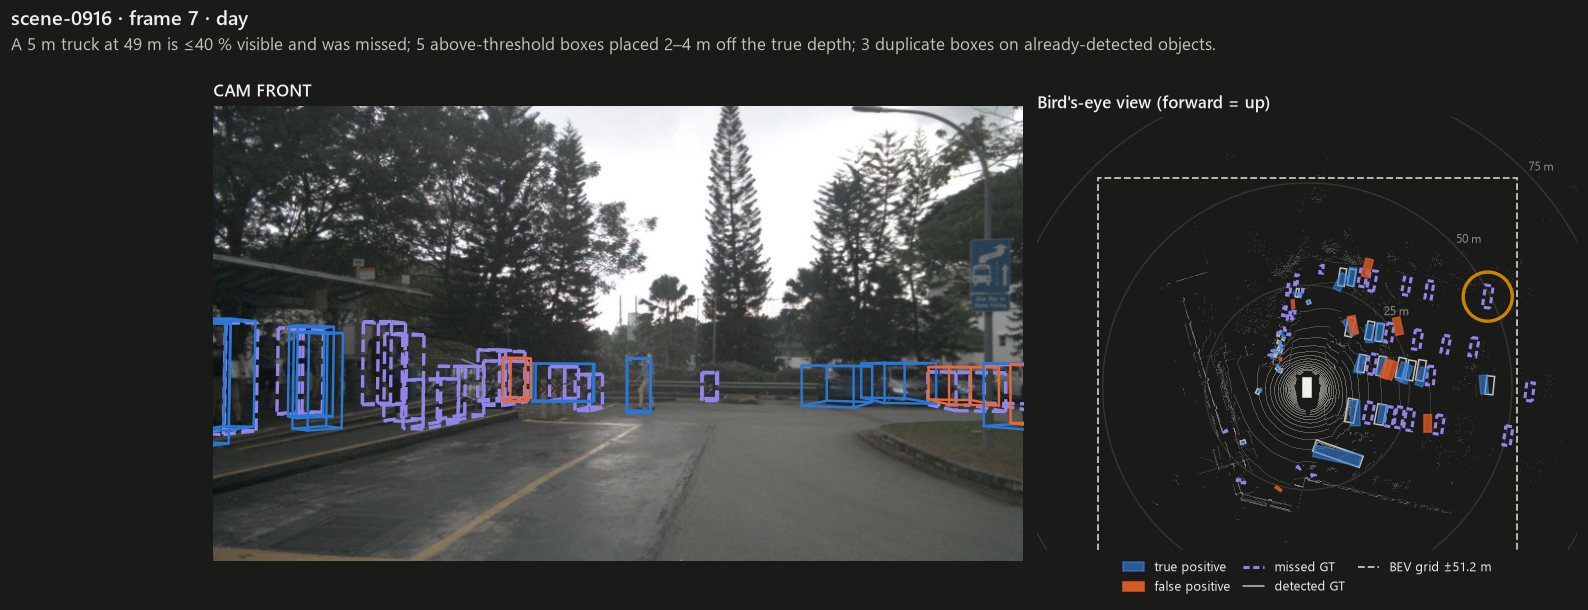 scene-0916 · frame 7 · day
A 5 m truck at 49 m is ≤40 % visible and was missed; 5 above-threshold boxes placed 2–4 m off the true depth; 3 duplicate boxes on already-detected objects.
CAM FRONT
Bird's-eye view (forward = up)
75 m
50 m
25 m
true positive
missed GT
BEV grid ±51.2 m
false positive
detected GT